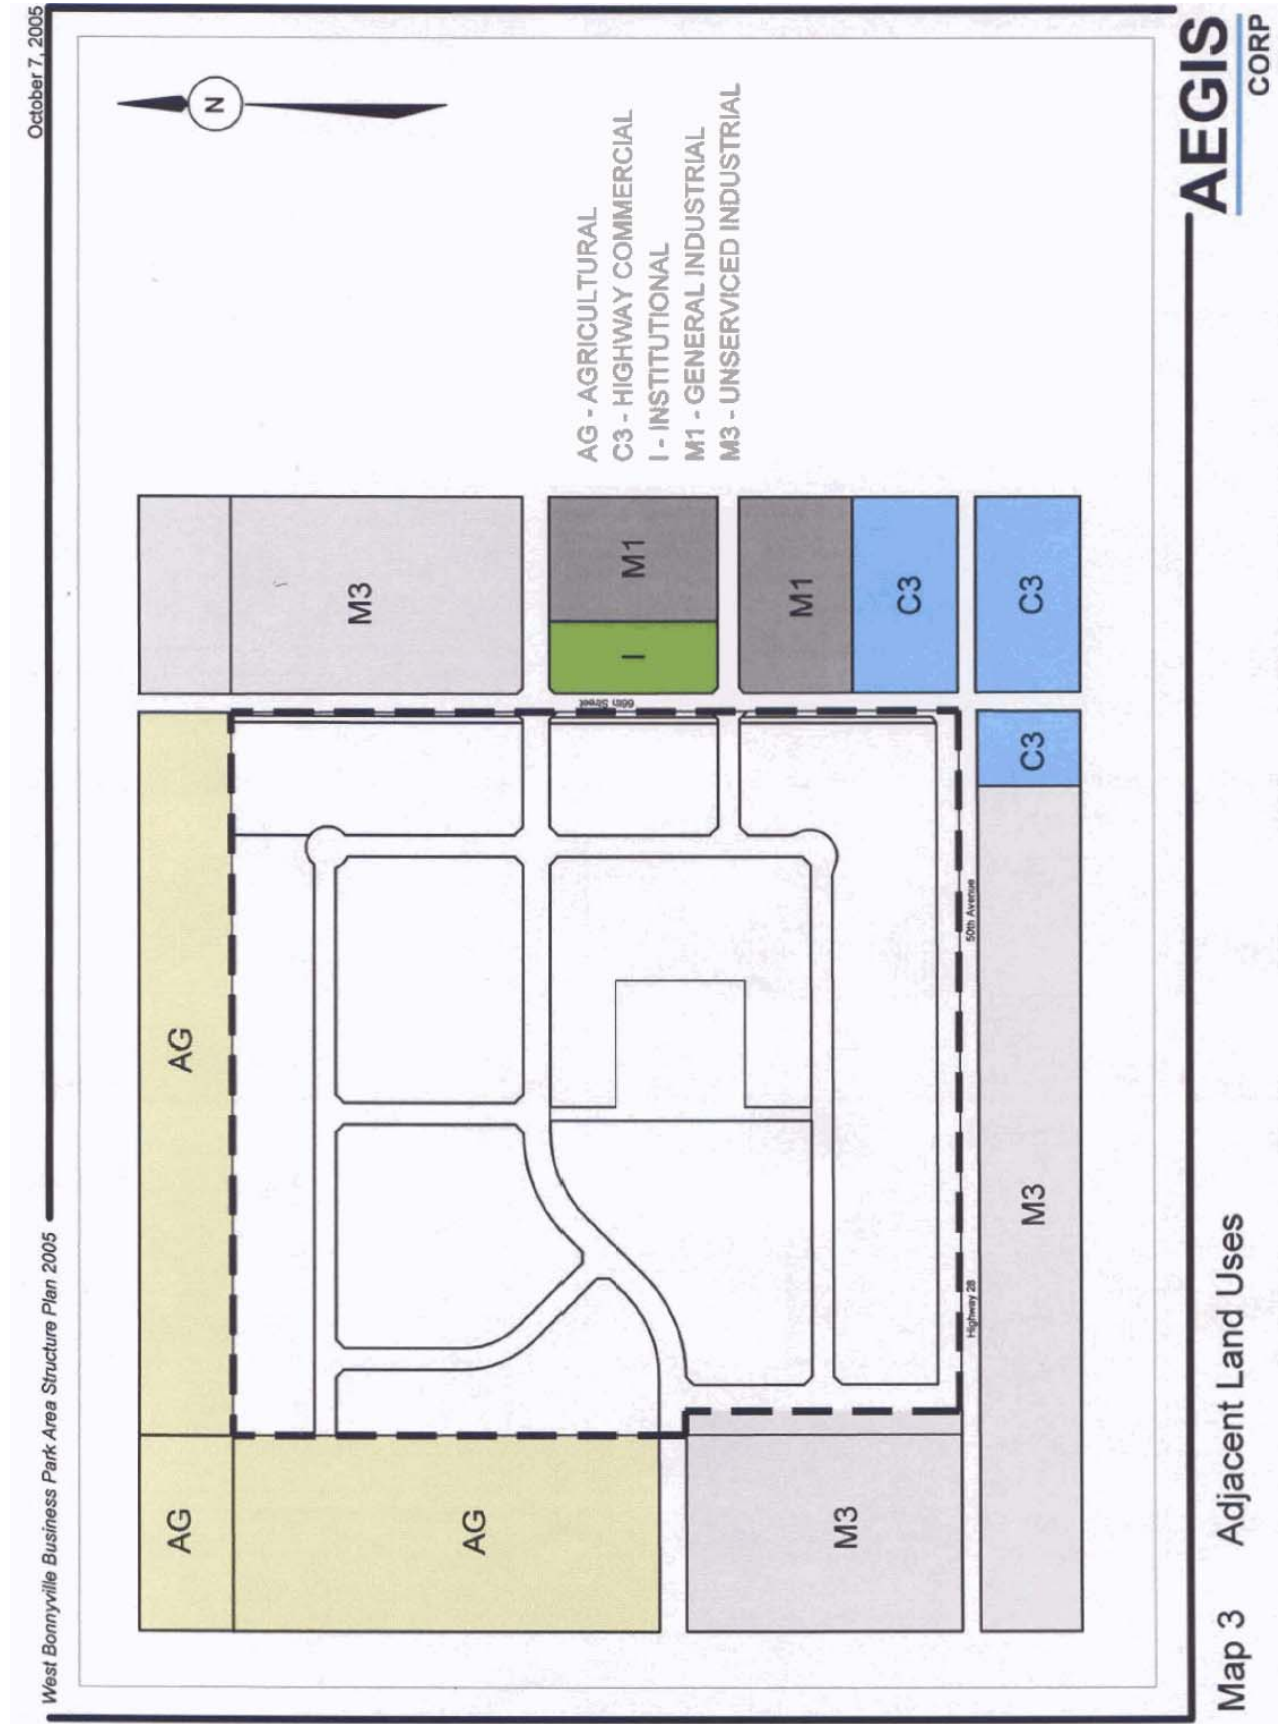 West Bonnyville Business Park Area Structure Plan 2005
October 7, 2005
N
AG
AG
M3
AG
M3
AG - AGRICULTURAL
C3 - HIGHWAY COMMERCIAL
I - INSTITUTIONAL
M1 - GENERAL INDUSTRIAL
M3 - UNSERVICED INDUSTRIAL
I
M1
66th Street
M1
M3
C3
Highway 28
50th Avenue
M3
C3
C3
Map 3 Adjacent Land Uses
AEGIS
CORP